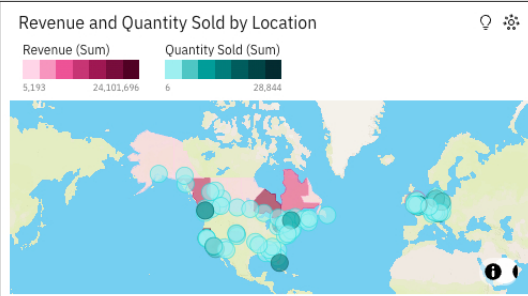 Revenue and Quantity Sold by Location
Revenue (Sum)
Quantity Sold (Sum)
5,193
24,101,696
6
28,844